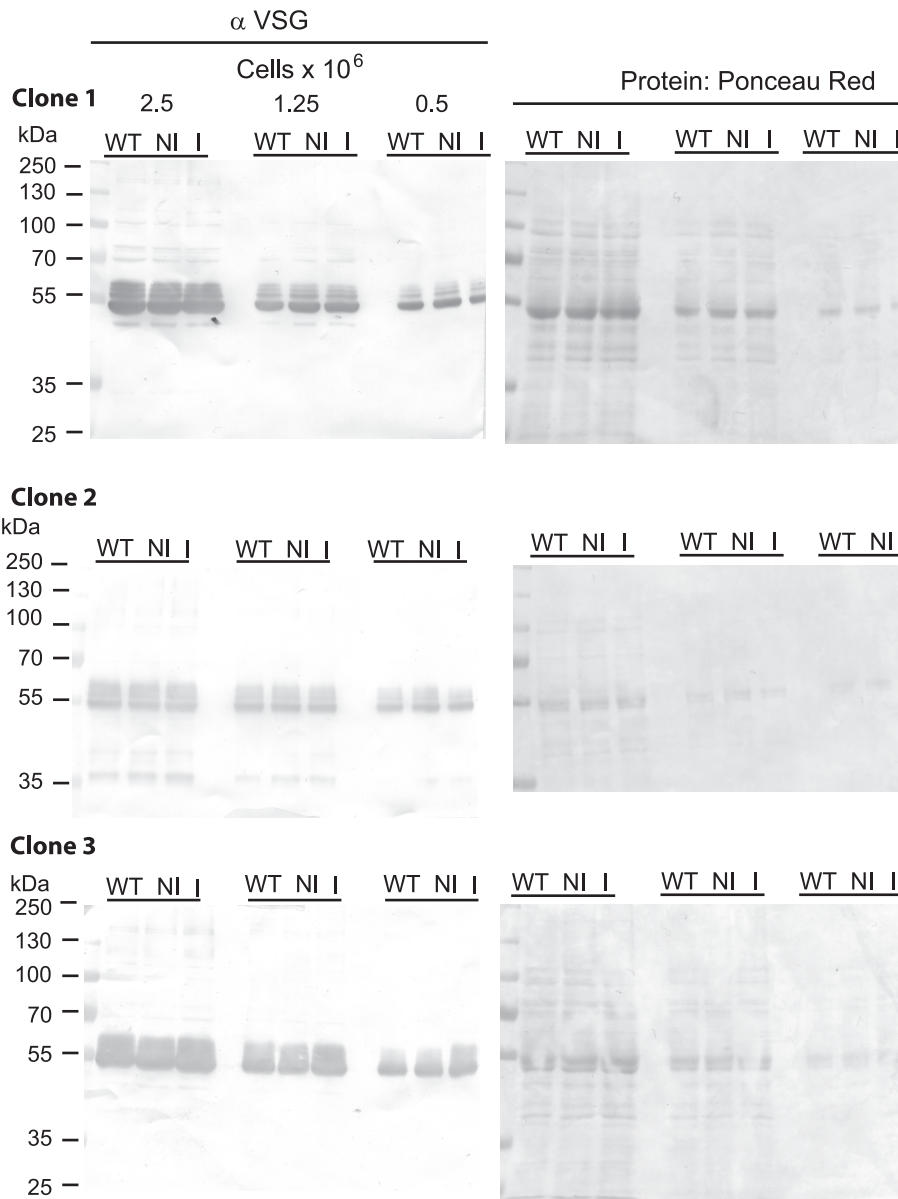 α VSG
Cells x 10⁶
Protein: Ponceau Red
Clone 1 2.5 1.25 0.5
kDa WT NI I WT NI I WT NI I WT NI I WT NI I WT NI I
250
130
100
70
55
35
25
Clone 2
kDa WT NI I WT NI I WT NI I WT NI I WT NI I WT NI
250
130
100
70
55
35
Clone 3
kDa WT NI I WT NI I WT NI I WT NI I WT NI I WT NI I
250
130
100
70
55
35
25